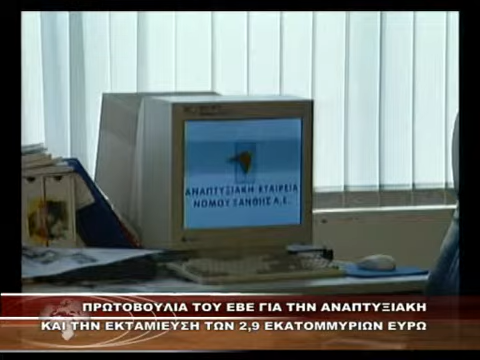 ΑΝΑΠΤΥΞΙΑΚΗ ΕΤΑΙΡΕΙΑ
ΝΟΜΟΥ ΞΑΝΘΗΣ Α.Ε.
ΠΡΩΤΟΒΟΥΛΙΑ ΤΟΥ ΕΒΕ ΓΙΑ ΤΗΝ ΑΝΑΠΤΥΞΙΑΚΗ
ΚΑΙ ΤΗΝ ΕΚΤΑΜΙΕΥΣΗ ΤΩΝ 2,9 ΕΚΑΤΟΜΜΥΡΙΩΝ ΕΥΡΩ